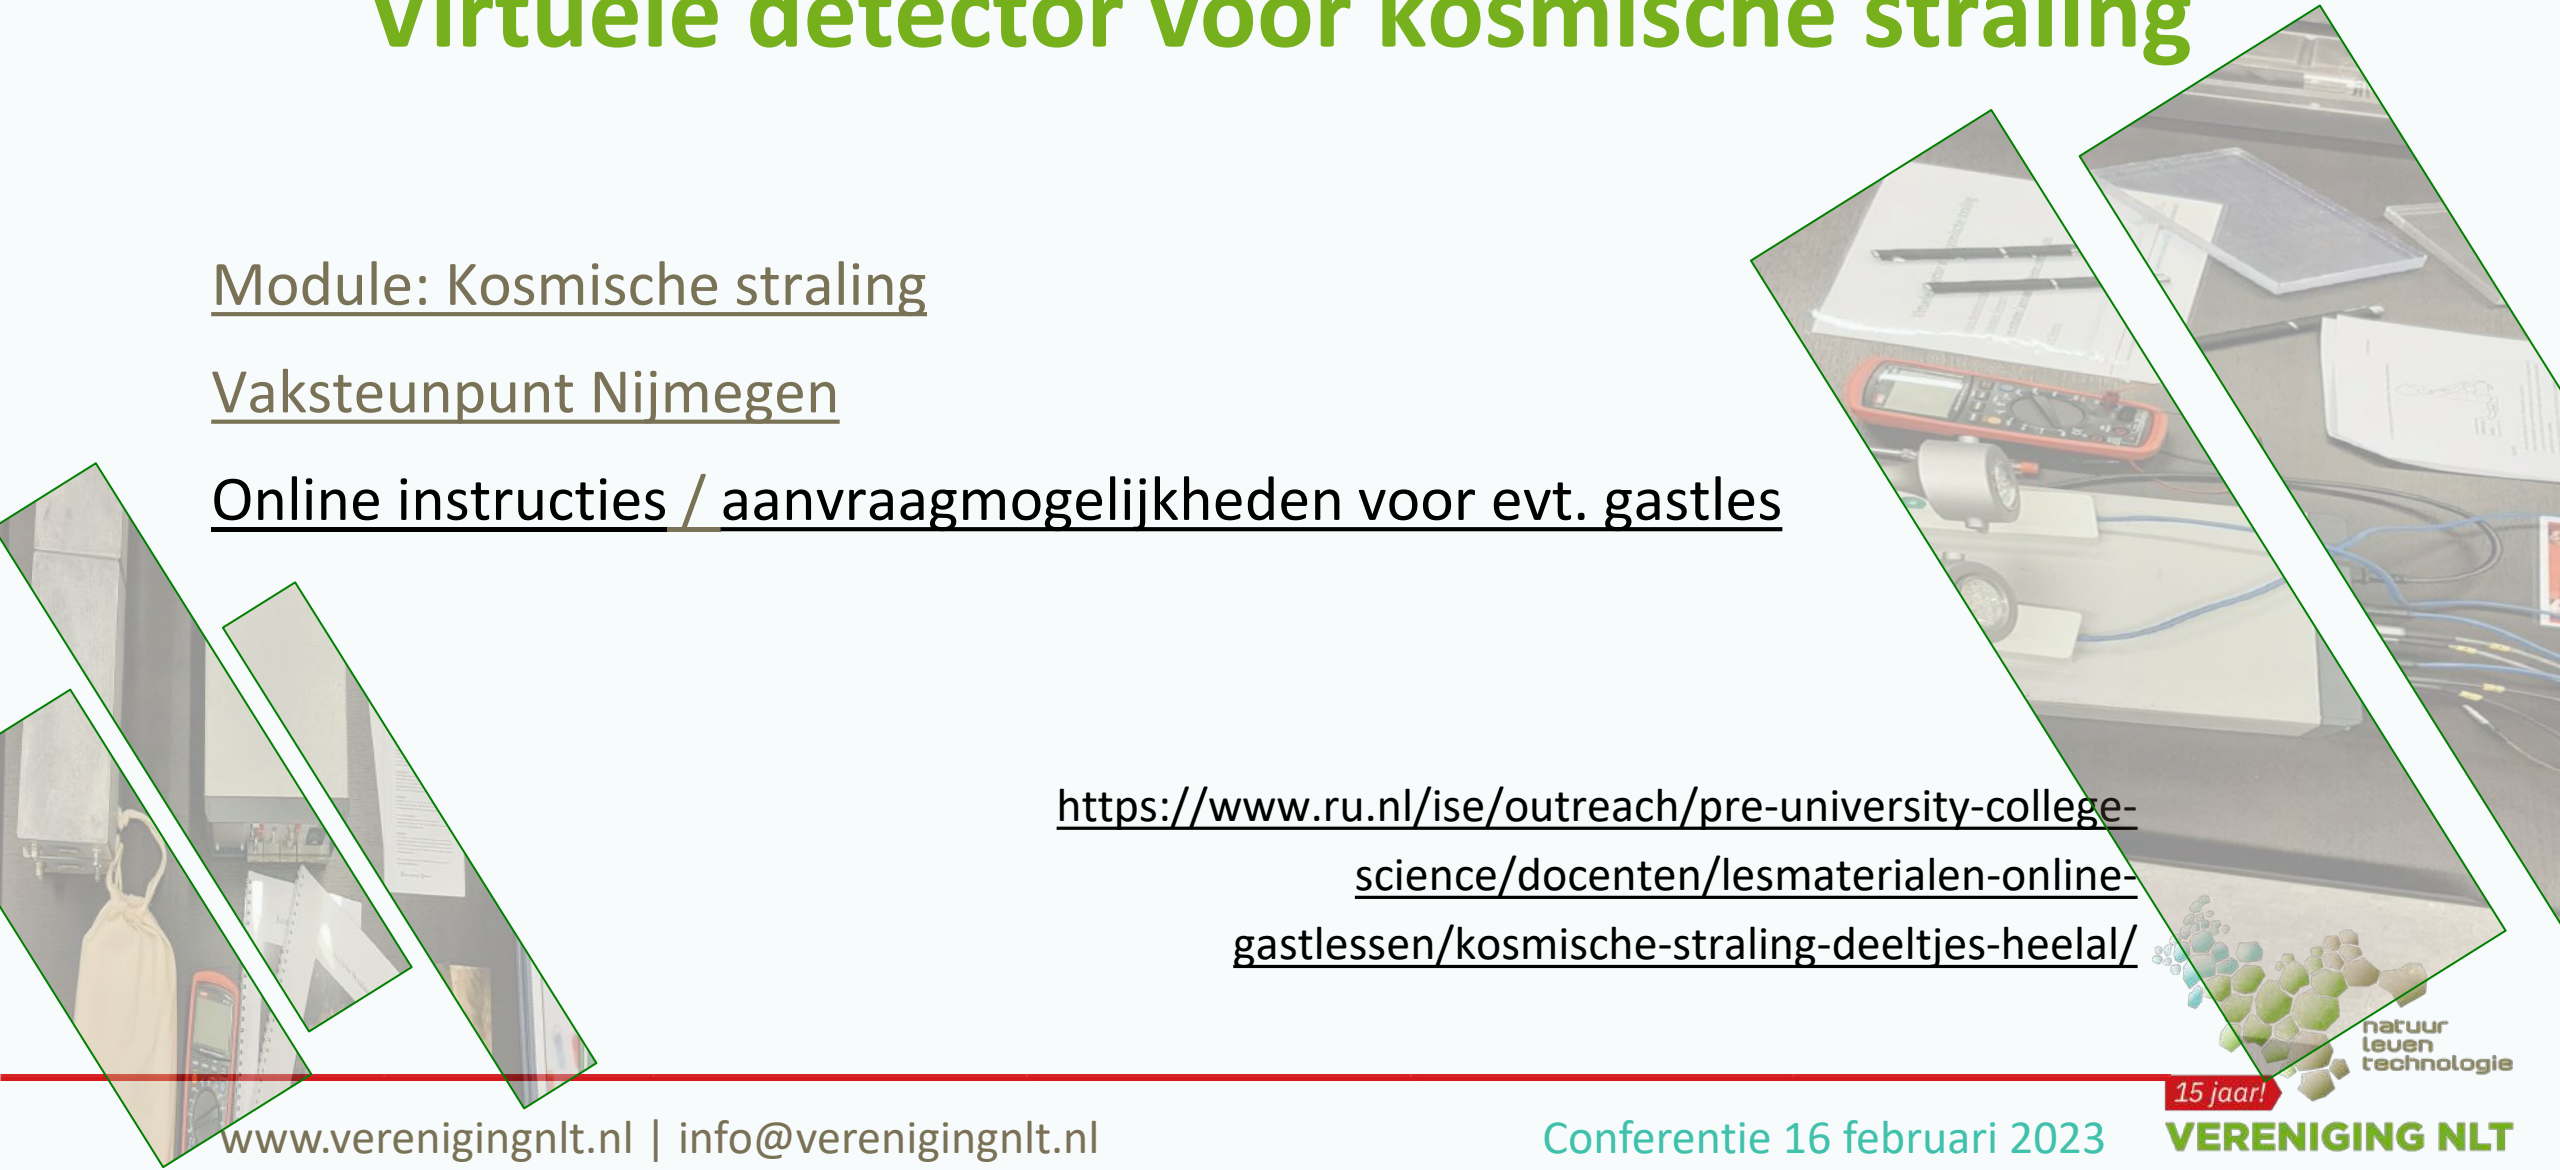 Virtuele detector voor kosmische straling
Module: Kosmische straling
Vaksteunpunt Nijmegen
Online instructies / aanvraagmogelijkheden voor evt. gastles
https://www.ru.nl/ise/outreach/pre-university-college-
science/docenten/lesmaterialen-online-
gastlessen/kosmische-straling-deeltjes-heelal/
natuur
leven
technologie
15 jaar!
www.verenigingnlt.nl | info@verenigingnlt.nl
Conferentie 16 februari 2023
VERENIGING NLT